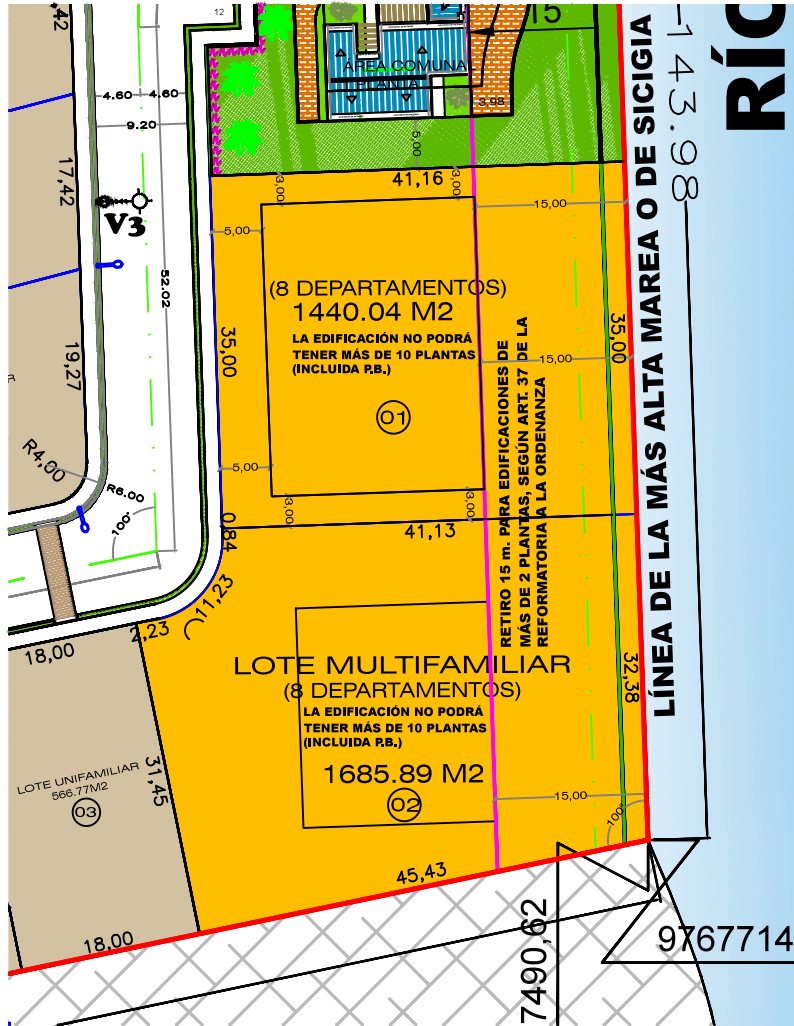 ,42
12
15
RÍO
4.60
4.60
9.20
AREA COMUNAL
PLANTA
3.98
5.00
17,42
V3
52.02
41,16
3,00
3,00
5,00
15,00
143.98
LÍNEA DE LA MÁS ALTA MAREA O DE SICIGIA
(8 DEPARTAMENTOS)
1440.04 M2
LA EDIFICACIÓN NO PODRÁ
TENER MÁS DE 10 PLANTAS
(INCLUIDA P.B.)
01
19,27
35,00
35,00
15,00
RETIRO 15 m. PARA EDIFICACIONES DE
MÁS DE 2 PLANTAS, SEGÚN ART. 37 DE LA
REFORMATORIA A LA ORDENANZA
R4,00
R6.00
100°
5,00
3,00
3,00
0,84
41,13
11,23
2,23
18,00
LOTE MULTIFAMILIAR
(8 DEPARTAMENTOS)
LA EDIFICACIÓN NO PODRÁ
TENER MÁS DE 10 PLANTAS
(INCLUIDA P.B.)
1685.89 M2
02
32,38
15,00
100°
LOTE UNIFAMILIAR
566.77M2
03
31,45
45,43
18,00
7490,62
9767714